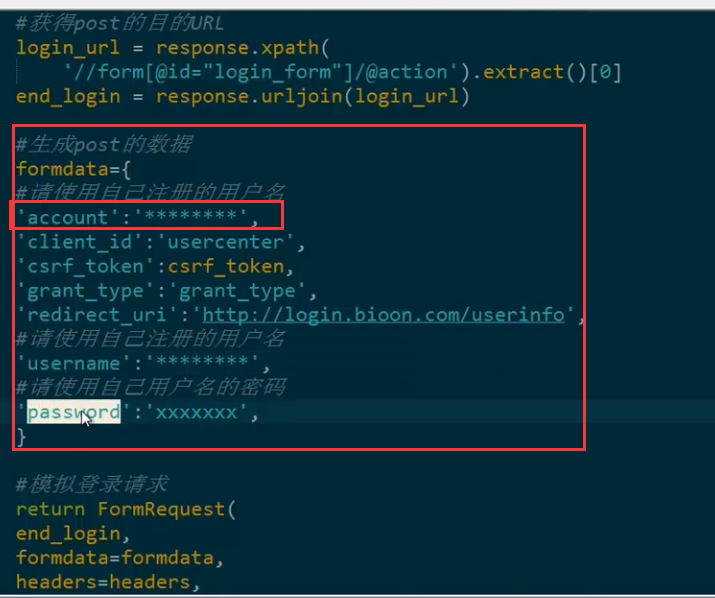 #获得post的目的URL
login_url = response.xpath(
'//form[@id="login_form"]/@action').extract()[0]
end_login = response.urljoin(login_url)
#生成post的数据
formdata={
#请使用自己注册的用户名
'account':'********',
'client_id':'usercenter',
'csrf_token':csrf_token,
'grant_type':'grant_type',
'redirect_uri':'http://login.bioon.com/userinfo',
#请使用自己注册的用户名
'username':'********',
#请使用自己用户名的密码
'password':'xxxxxxx',
}
#模拟登录请求
return FormRequest(
end_login,
formdata=formdata,
headers=headers,